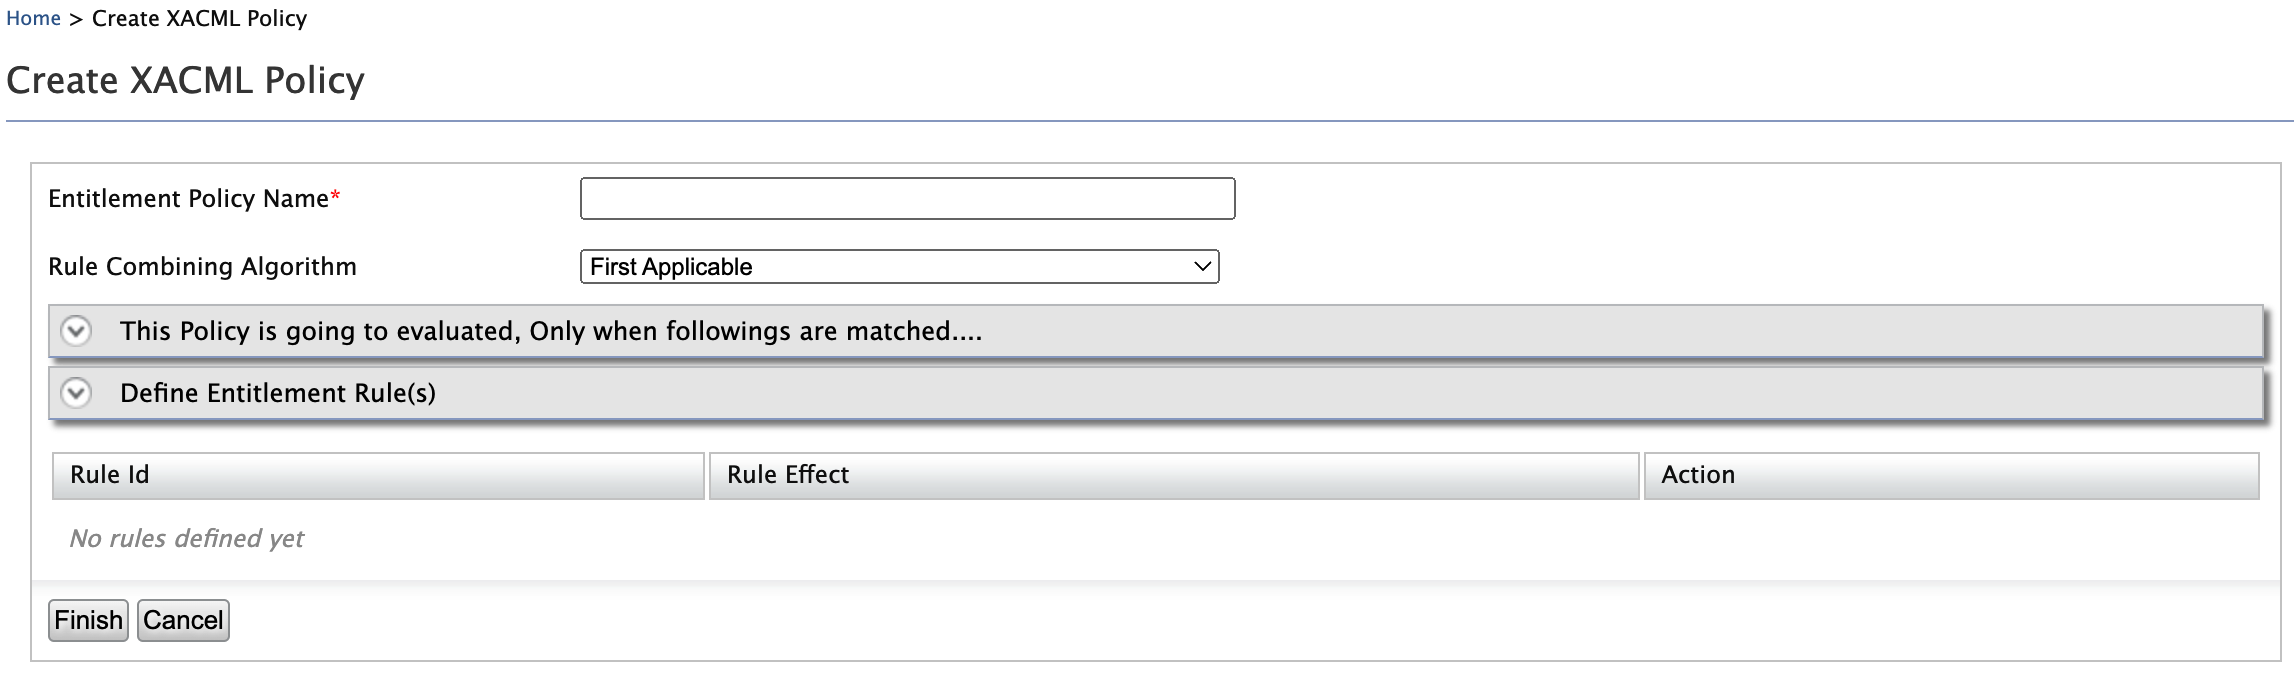 Home > Create XACML Policy
Create XACML Policy
Entitlement Policy Name*
Rule Combining Algorithm First Applicable
This Policy is going to evaluated, Only when followings are matched....
Define Entitlement Rule(s)
Rule Id Rule Effect Action
No rules defined yet
Finish Cancel